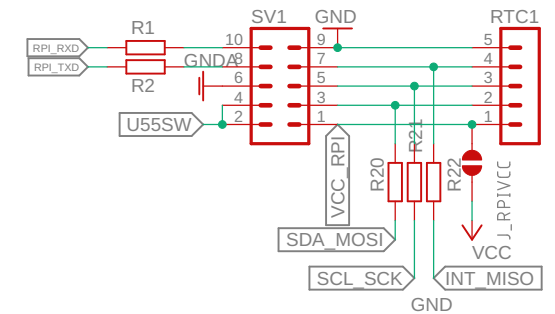 R1
SV1
GND
RTC1
RPI_RXD
10
9
5
RPI_TXD
GNDA
8
7
4
R2
6
5
3
4
3
2
U55SW
2
1
1
R20
R21
R22
VCC_RPI
J_RPIVCC
SDA_MOSI
VCC
SCL_SCK
INT_MISO
GND